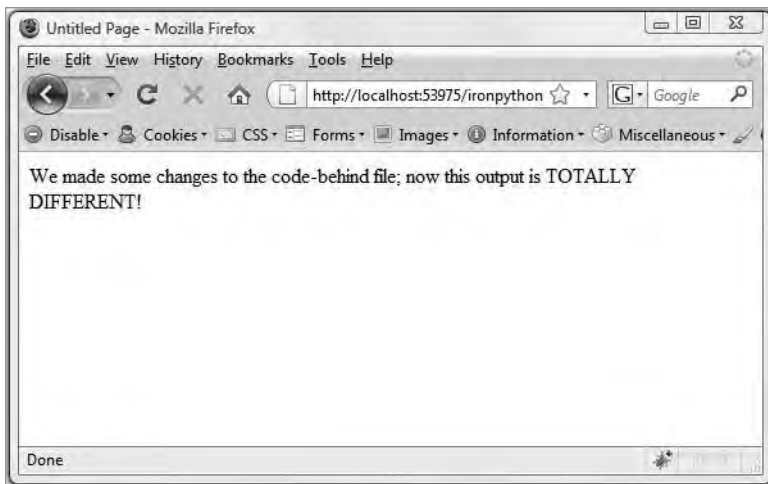 Untitled Page - Mozilla Firefox
File Edit View History Bookmarks Tools Help
http://localhost:53975/ironpython G Google
Disable Cookies CSS Forms Images Information Miscellaneous
We made some changes to the code-behind file; now this output is TOTALLY
DIFFERENT!
Done